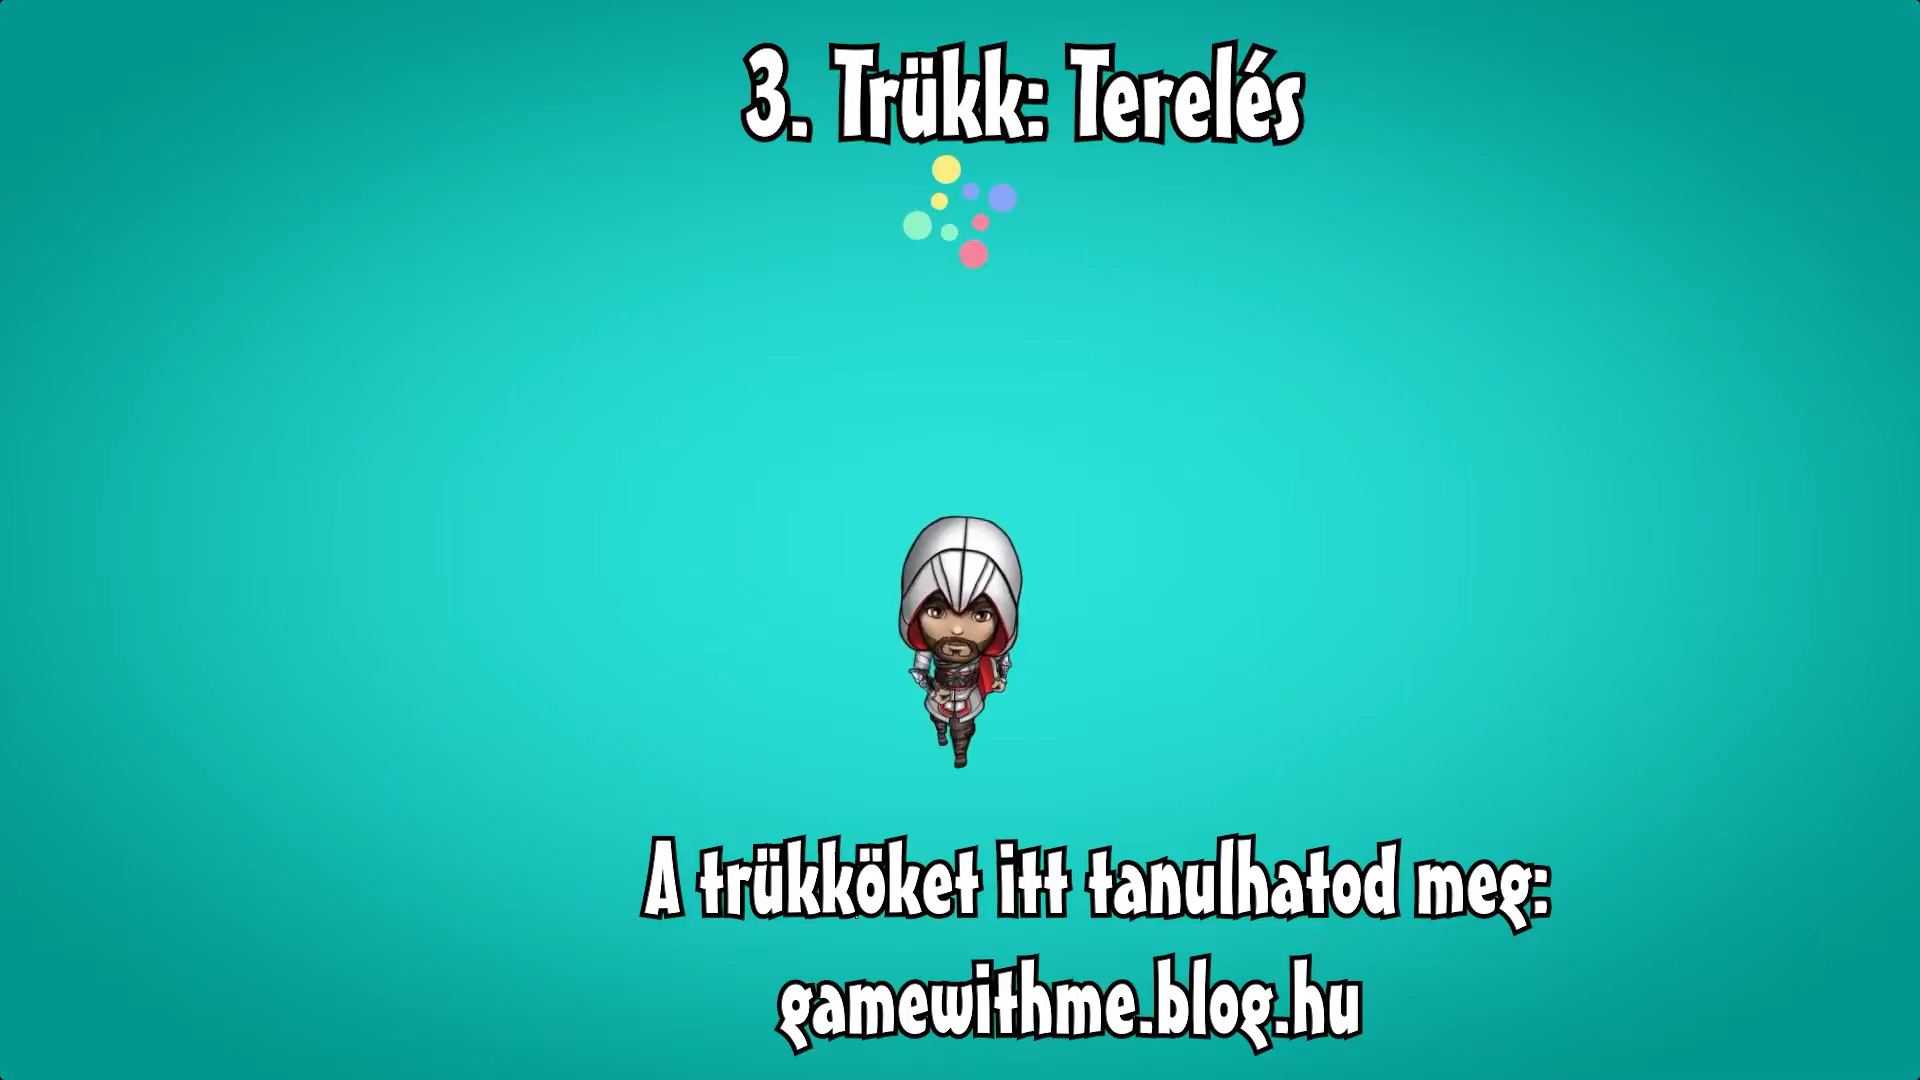 3. Trükk: Terelés
A trükköket itt tanulhatod meg:
gamewithme.blog.hu